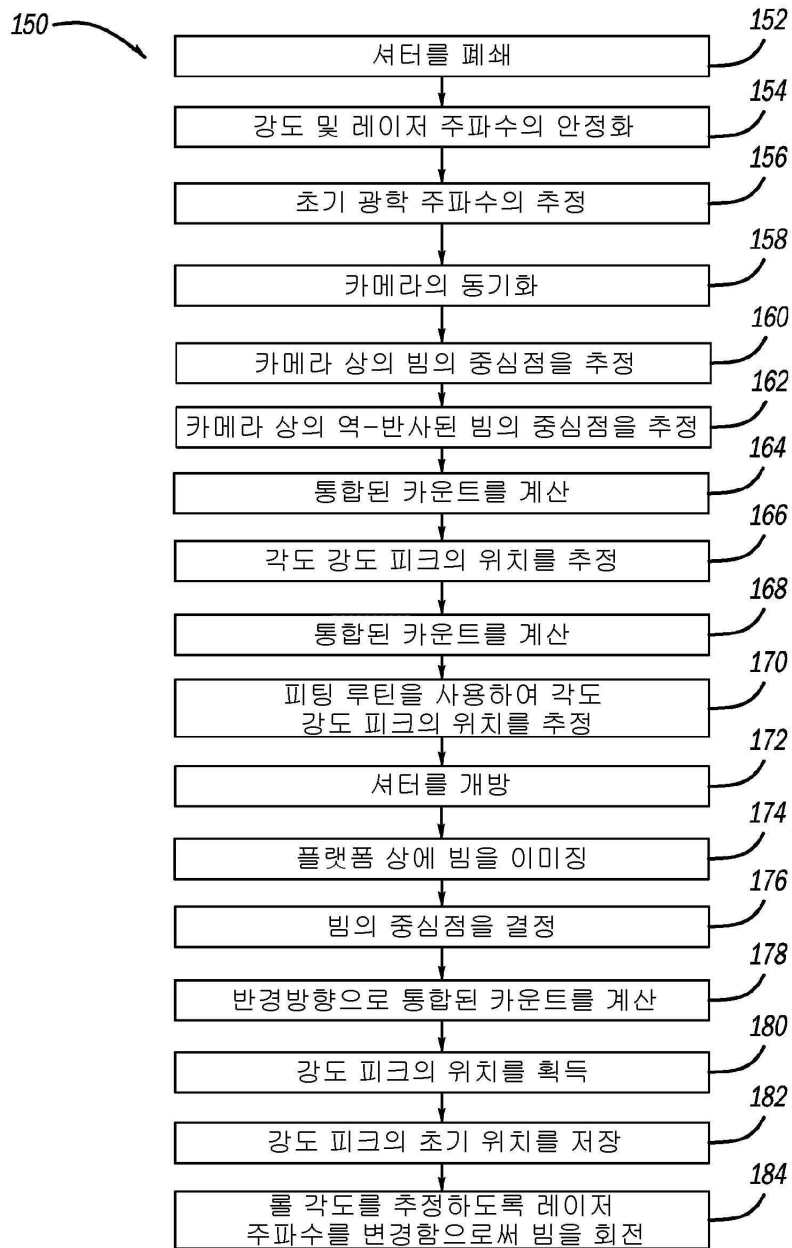 150
셔터를 폐쇄
152
강도 및 레이저 주파수의 안정화
154
초기 광학 주파수의 추정
156
카메라의 동기화
158
카메라 상의 빔의 중심점을 추정
160
카메라 상의 역-반사된 빔의 중심점을 추정
162
통합된 카운트를 계산
164
각도 강도 피크의 위치를 추정
166
통합된 카운트를 계산
168
피팅 루틴을 사용하여 각도
강도 피크의 위치를 추정
170
셔터를 개방
172
플랫폼 상에 빔을 이미징
174
빔의 중심점을 결정
176
반경방향으로 통합된 카운트를 계산
178
강도 피크의 위치를 획득
180
강도 피크의 초기 위치를 저장
182
롤 각도를 추정하도록 레이저
주파수를 변경함으로써 빔을 회전
184